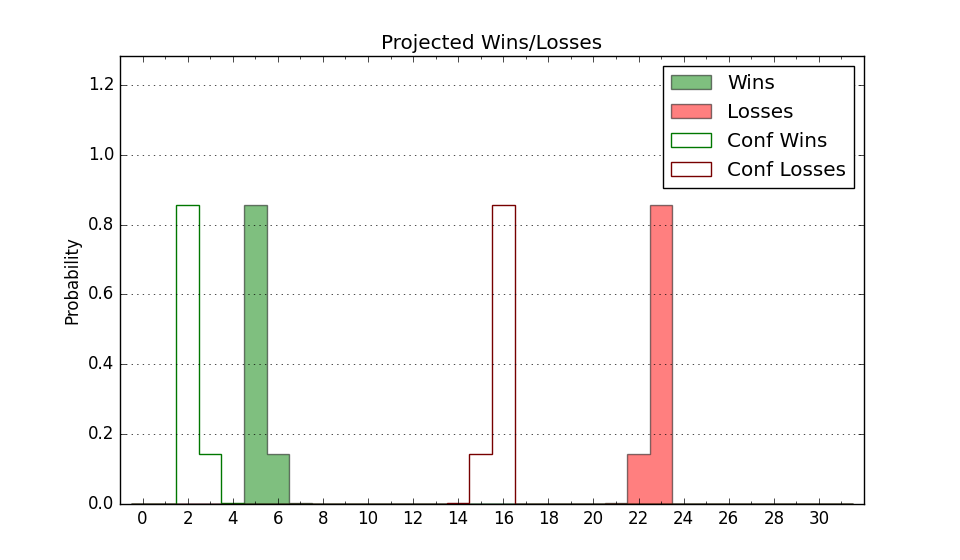 Projected Wins/Losses
Wins
Losses
Conf Wins
Conf Losses
Probability
1.2
1.0
0.8
0.6
0.4
0.2
0.0
0 2 4 6 8 10 12 14 16 18 20 22 24 26 28 30